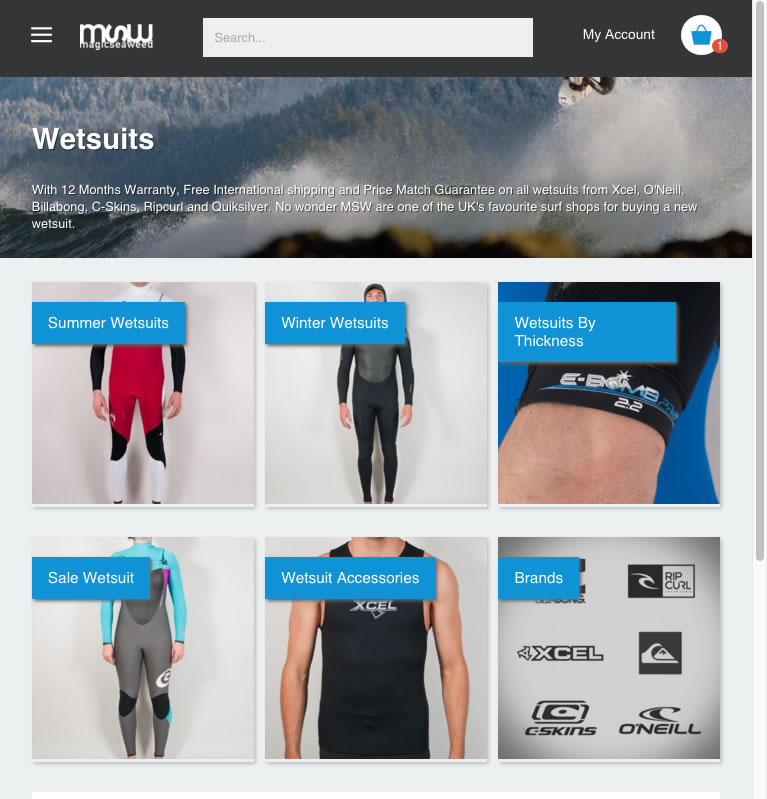 msw
magicseaweed
Search...
My Account
1
Wetsuits
With 12 Months Warranty, Free International shipping and Price Match Guarantee on all wetsuits from Xcel, O'Neill,
Billabong, C-Skins, Ripcurl and Quiksilver. No wonder MSW are one of the UK's favourite surf shops for buying a new
wetsuit.
Summer Wetsuits
Winter Wetsuits
Wetsuits By
Thickness
E-BOMB PRO
2.2
Sale Wetsuit
Wetsuit Accessories
XCEL
Brands
BILLABONG.
RIP
CURL
XCEL
C-SKINS
O'NEILL